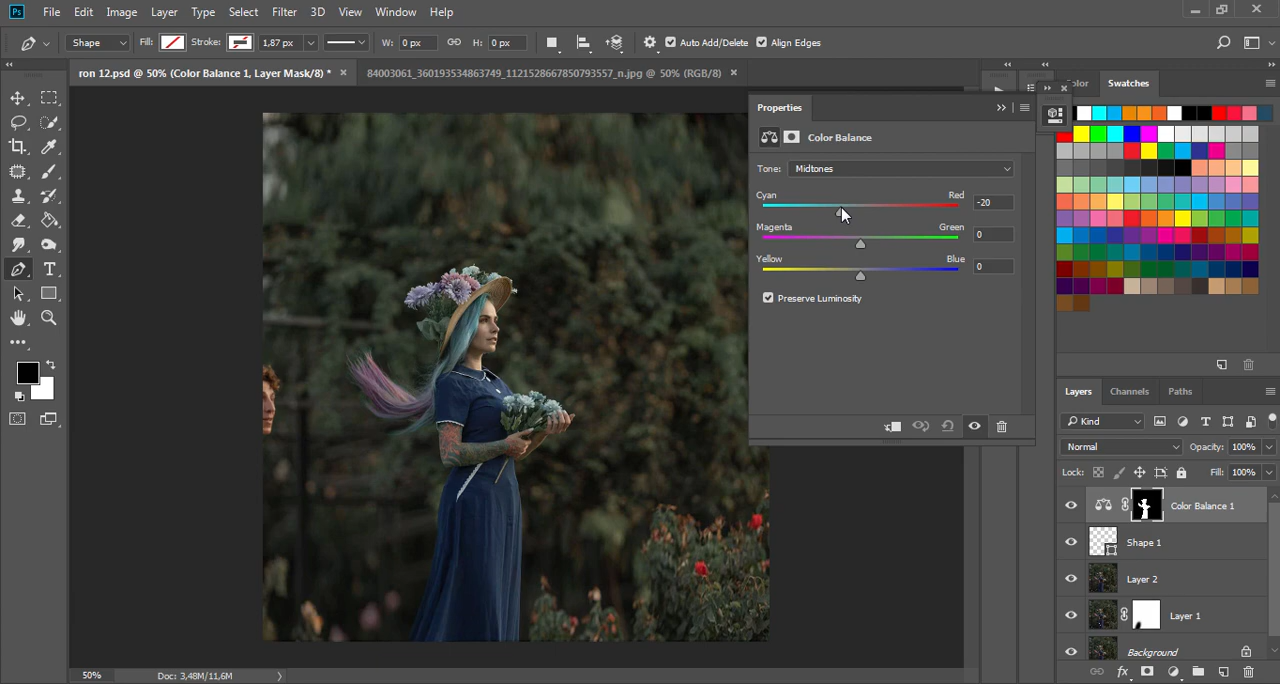 Ps File Edit Image Layer Type Select Filter 3D View Window Help
Shape Fill: Stroke: 1,87 px W: 0 px H: 0 px Auto Add/Delete Align Edges
ron 12.psd @ 50% (Color Balance 1, Layer Mask/8) * × 84003061_360193534863749_1121528667850793557_n.jpg @ 50% (RGB/8) ×
olor Swatches
Properties
Color Balance
Tone: Midtones
Cyan Red -20
Magenta Green 0
Yellow Blue 0
Preserve Luminosity
T
Layers Channels Paths
Kind T
Normal Opacity: 100%
Lock: Fill: 100%
Color Balance 1
Shape 1
Layer 2
Layer 1
Background
fx
50% Doc: 3,48M/11,6M